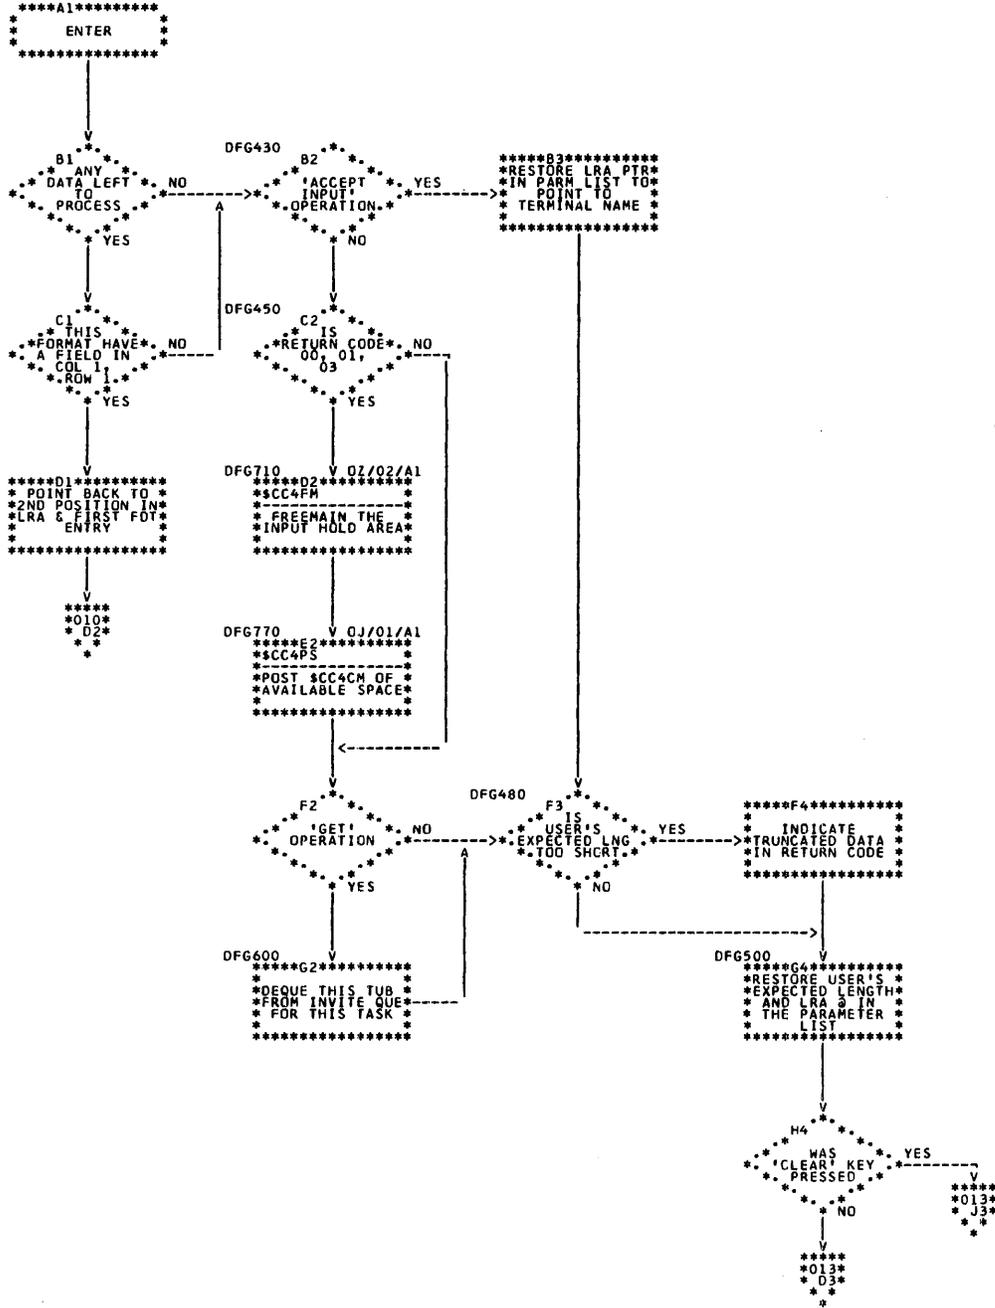 A1
ENTER
B1
ANY
DATA LEFT
TO
PROCESS
NO
YES
DFG430
B2
'ACCEPT
INPUT'
OPERATION
YES
NO
B3
RESTORE LRA PTR
IN PARM LIST TO
POINT TO
TERMINAL NAME
C1
THIS
FORMAT HAVE
A FIELD IN
COL 1,
ROW 1
NO
YES
DFG450
C2
IS
RETURN CODE
00, 01,
03
NO
YES
D1
POINT BACK TO
2ND POSITION IN
LRA & FIRST FDT
ENTRY
010
D2
DFG710
0Z/02/A1
D2
$CC4FM
FREEMAIN THE
INPUT HOLD AREA
DFG770
0J/01/A1
E2
$CC4PS
POST $CC4CM OF
AVAILABLE SPACE
F2
'GET'
OPERATION
NO
YES
DFG480
F3
IS
USER'S
EXPECTED LNG
TOO SHORT
YES
NO
F4
INDICATE
TRUNCATED DATA
IN RETURN CODE
DFG600
G2
DEQUE THIS TUB
FROM INVITE QUE
FOR THIS TASK
DFG500
G4
RESTORE USER'S
EXPECTED LENGTH
AND LRA @ IN
THE PARAMETER
LIST
H4
WAS
'CLEAR' KEY
PRESSED
YES
NO
013
J3
013
D3